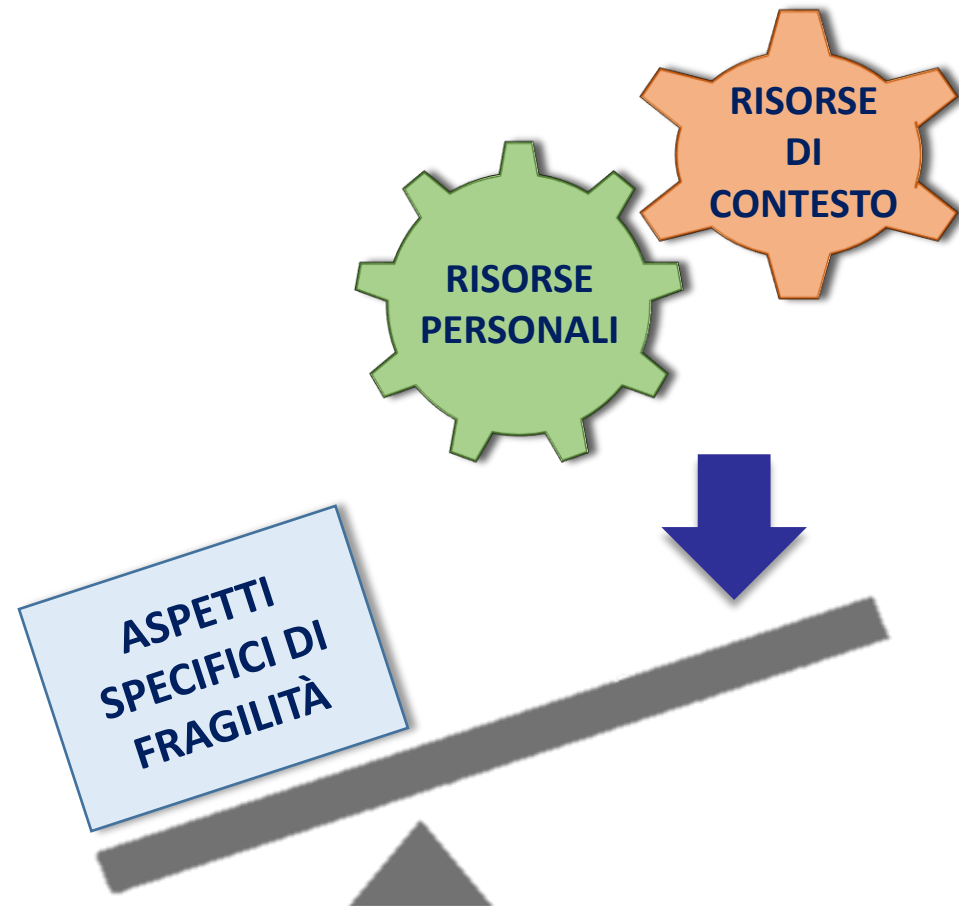 RISORSE
DI
CONTESTO
RISORSE
PERSONALI
ASPETTI
SPECIFICI DI
FRAGILITÀ